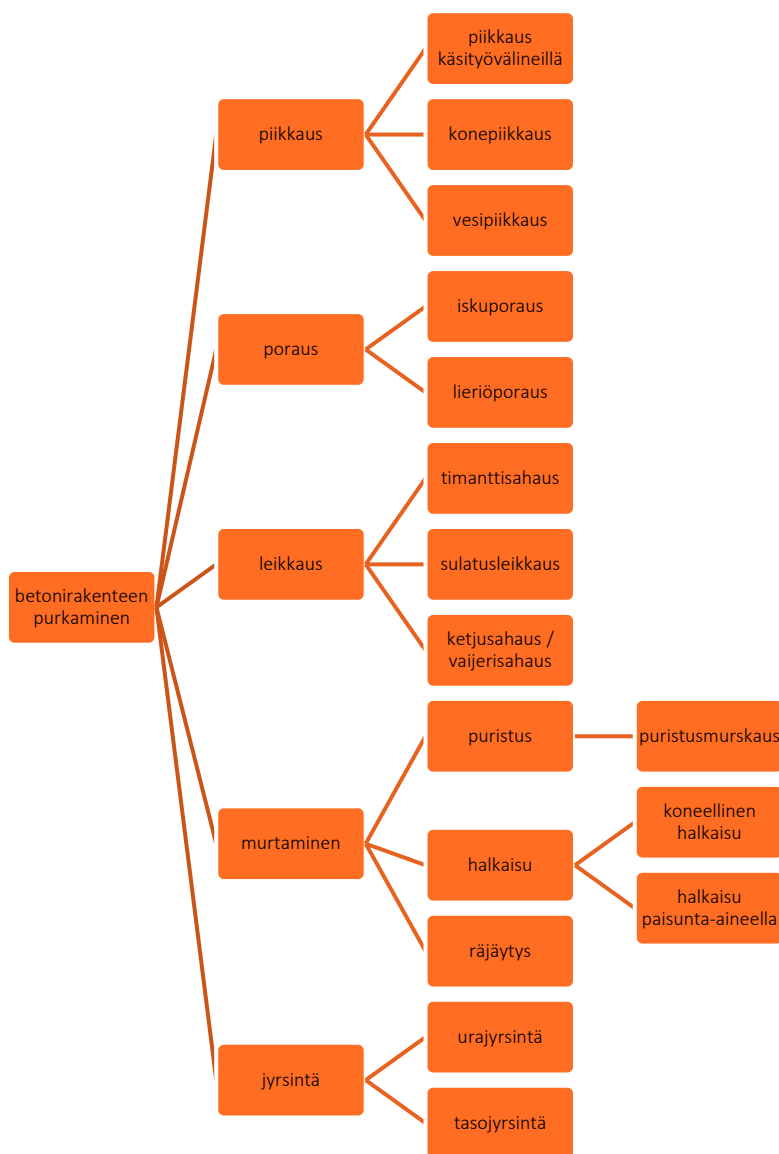 betonirakenteen
purkaminen
piikkaus
piikkaus
käsityövälineillä
konepiikkaus
vesipiikkaus
poraus
iskuporaus
lieriöporaus
leikkaus
timanttisahaus
sulatusleikkaus
ketjusahaus /
vaijerisahaus
murtaminen
puristus
puristusmurskaus
halkaisu
koneellinen
halkaisu
halkaisu
paisunta-aineella
räjäytys
jyrsintä
urajyrsintä
tasojyrsintä